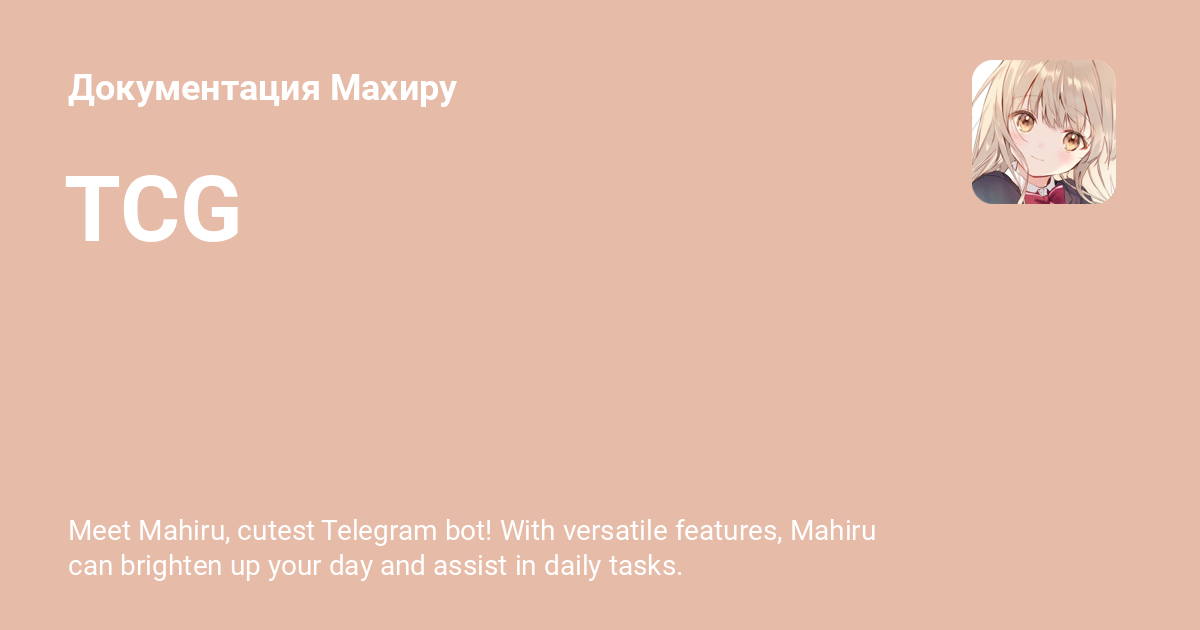 Документация Махиру
TCG
Meet Mahiru, cutest Telegram bot! With versatile features, Mahiru
can brighten up your day and assist in daily tasks.